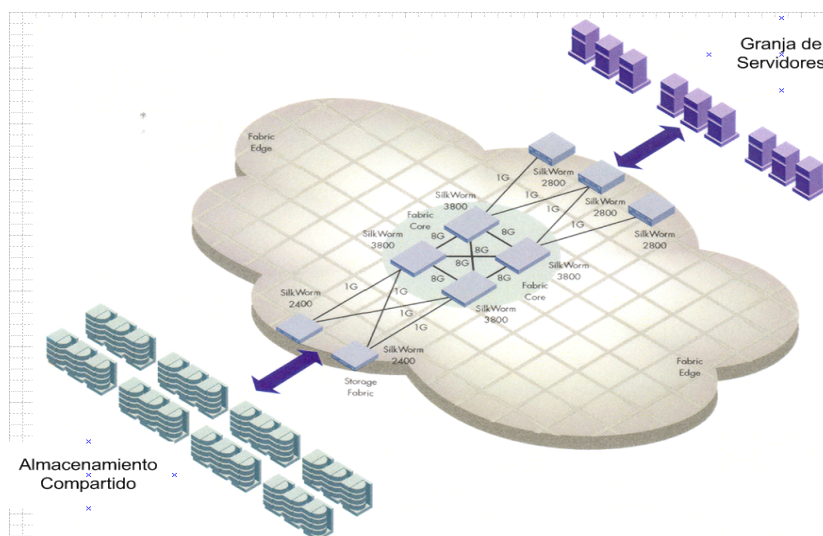 Granja de
Servidores
Fabric
Edge
SilkWorm
2800
1G
SilkWorm
2800
1G
1G
SilkWorm
2800
1G
SilkWorm
3800
Fabric
Core
SilkWorm
3800
8G
8G
8G
8G
8G
8G
SilkWorm
3800
Fabric
Core
SilkWorm
3800
1G
1G
1G
1G
SilkWorm
2400
SilkWorm
2400
Storage
Fabric
Fabric
Edge
Almacenamiento
Compartido